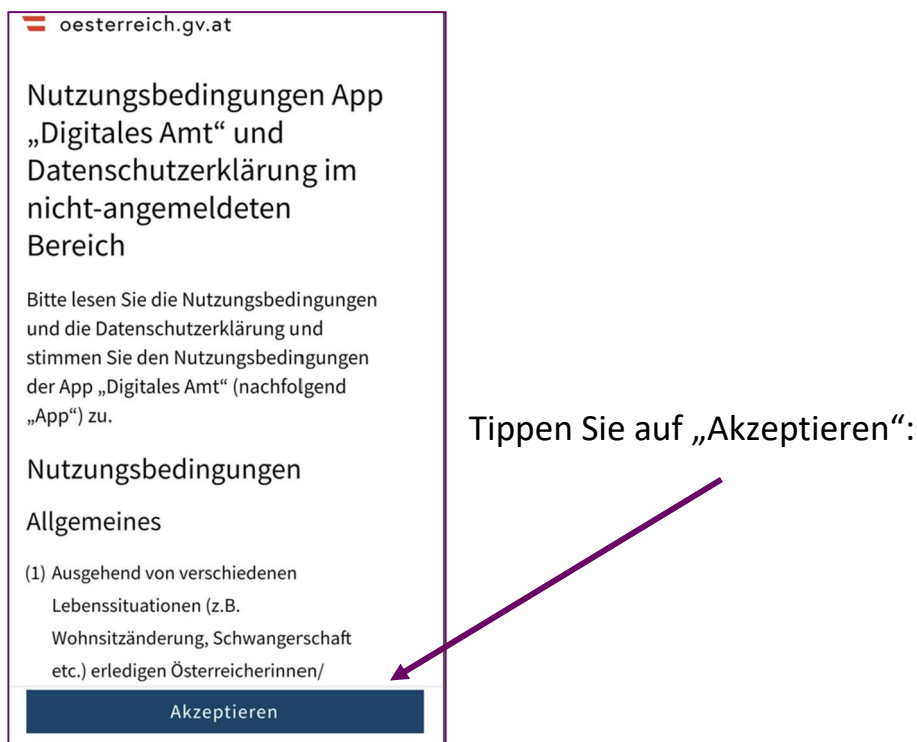 oesterreich.gv.at
Nutzungsbedingungen App
„Digitales Amt“ und
Datenschutzerklärung im
nicht-angemeldeten
Bereich
Bitte lesen Sie die Nutzungsbedingungen
und die Datenschutzerklärung und
stimmen Sie den Nutzungsbedingungen
der App „Digitales Amt“ (nachfolgend
„App“) zu.
Nutzungsbedingungen
Allgemeines
(1) Ausgehend von verschiedenen
Lebenssituationen (z.B.
Wohnsitzänderung, Schwangerschaft
etc.) erledigen Österreicherinnen/
Akzeptieren
Tippen Sie auf „Akzeptieren“: